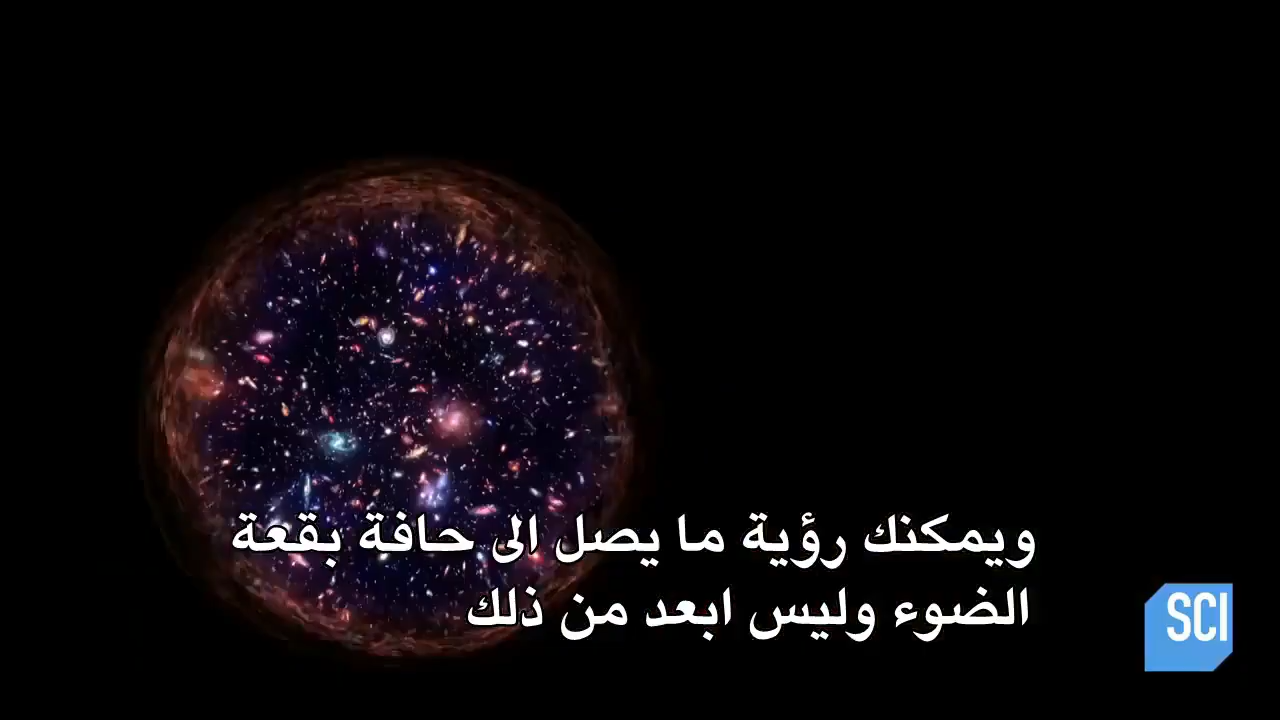 ويمكنك رؤية ما يصل الى حافة بقعة
الضوء وليس ابعد من ذلك
SCI